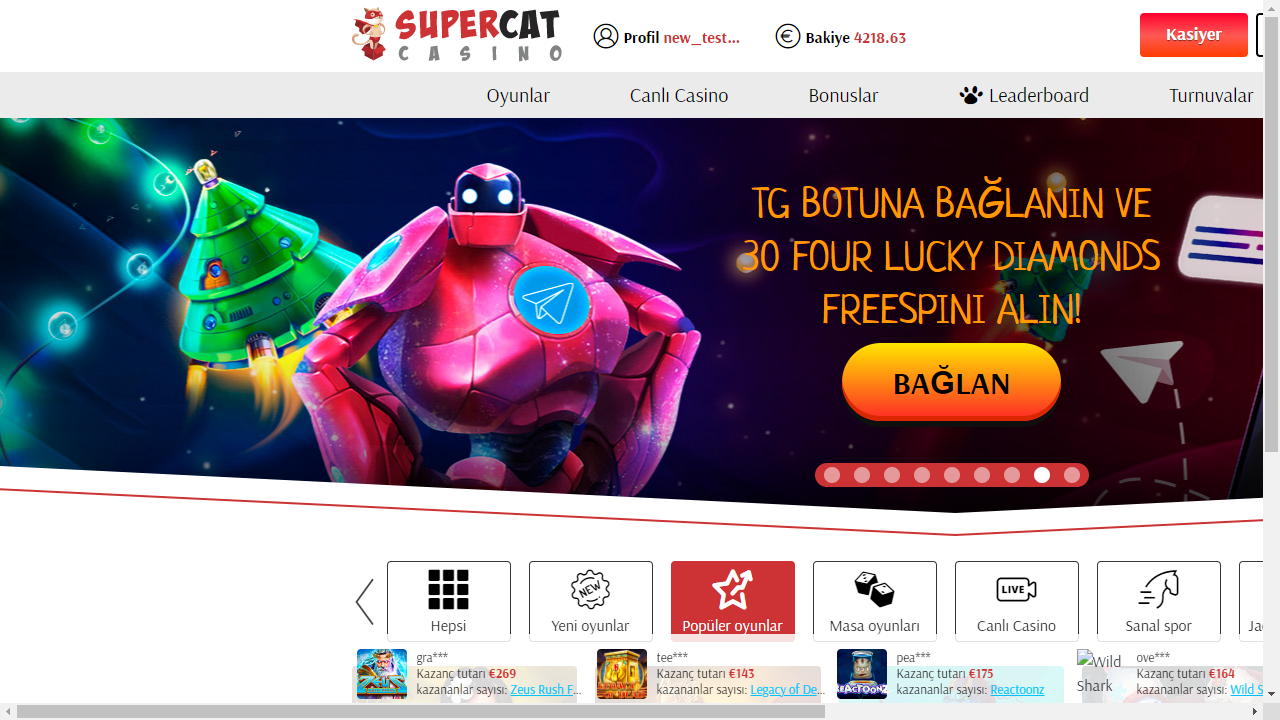 SUPERCAT
CASINO
Profil new_test...
Bakiye 4218.63
Kasiyer
Oyunlar
Canlı Casino
Bonuslar
Leaderboard
Turnuvalar
TG BOTUNA BAĞLANIN VE
30 FOUR LUCKY DIAMONDS
FREESPINI ALIN!
BAĞLAN
Hepsi
NEW
Yeni oyunlar
Popüler oyunlar
Masa oyunları
LIVE
Canlı Casino
Sanal spor
gra***
Kazanç tutarı €269
kazananlar sayısı: Zeus Rush F...
tee***
Kazanç tutarı €143
kazananlar sayısı: Legacy of De...
REACTOONZ
pea***
Kazanç tutarı €175
kazananlar sayısı: Reactoonz
Wild
Shark
ove***
Kazanç tutarı €164
kazananlar sayısı: Wild S